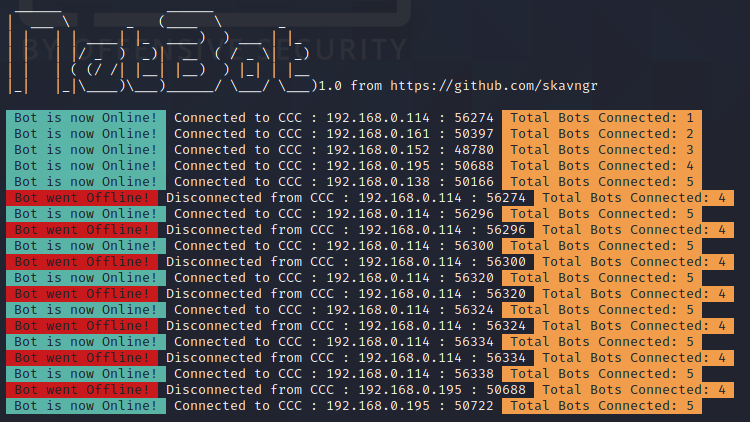 BY OFFENSIVE SECURITY
1.0 from https://github.com/skavngr
Bot is now Online! Connected to CCC : 192.168.0.114 : 56274 Total Bots Connected: 1
Bot is now Online! Connected to CCC : 192.168.0.161 : 50397 Total Bots Connected: 2
Bot is now Online! Connected to CCC : 192.168.0.152 : 48780 Total Bots Connected: 3
Bot is now Online! Connected to CCC : 192.168.0.195 : 50688 Total Bots Connected: 4
Bot is now Online! Connected to CCC : 192.168.0.138 : 50166 Total Bots Connected: 5
Bot went Offline! Disconnected from CCC : 192.168.0.114 : 56274 Total Bots Connected: 4
Bot is now Online! Connected to CCC : 192.168.0.114 : 56296 Total Bots Connected: 5
Bot went Offline! Disconnected from CCC : 192.168.0.114 : 56296 Total Bots Connected: 4
Bot is now Online! Connected to CCC : 192.168.0.114 : 56300 Total Bots Connected: 5
Bot went Offline! Disconnected from CCC : 192.168.0.114 : 56300 Total Bots Connected: 4
Bot is now Online! Connected to CCC : 192.168.0.114 : 56320 Total Bots Connected: 5
Bot went Offline! Disconnected from CCC : 192.168.0.114 : 56320 Total Bots Connected: 4
Bot is now Online! Connected to CCC : 192.168.0.114 : 56324 Total Bots Connected: 5
Bot went Offline! Disconnected from CCC : 192.168.0.114 : 56324 Total Bots Connected: 4
Bot is now Online! Connected to CCC : 192.168.0.114 : 56334 Total Bots Connected: 5
Bot went Offline! Disconnected from CCC : 192.168.0.114 : 56334 Total Bots Connected: 4
Bot is now Online! Connected to CCC : 192.168.0.114 : 56338 Total Bots Connected: 5
Bot went Offline! Disconnected from CCC : 192.168.0.195 : 50688 Total Bots Connected: 4
Bot is now Online! Connected to CCC : 192.168.0.195 : 50722 Total Bots Connected: 5